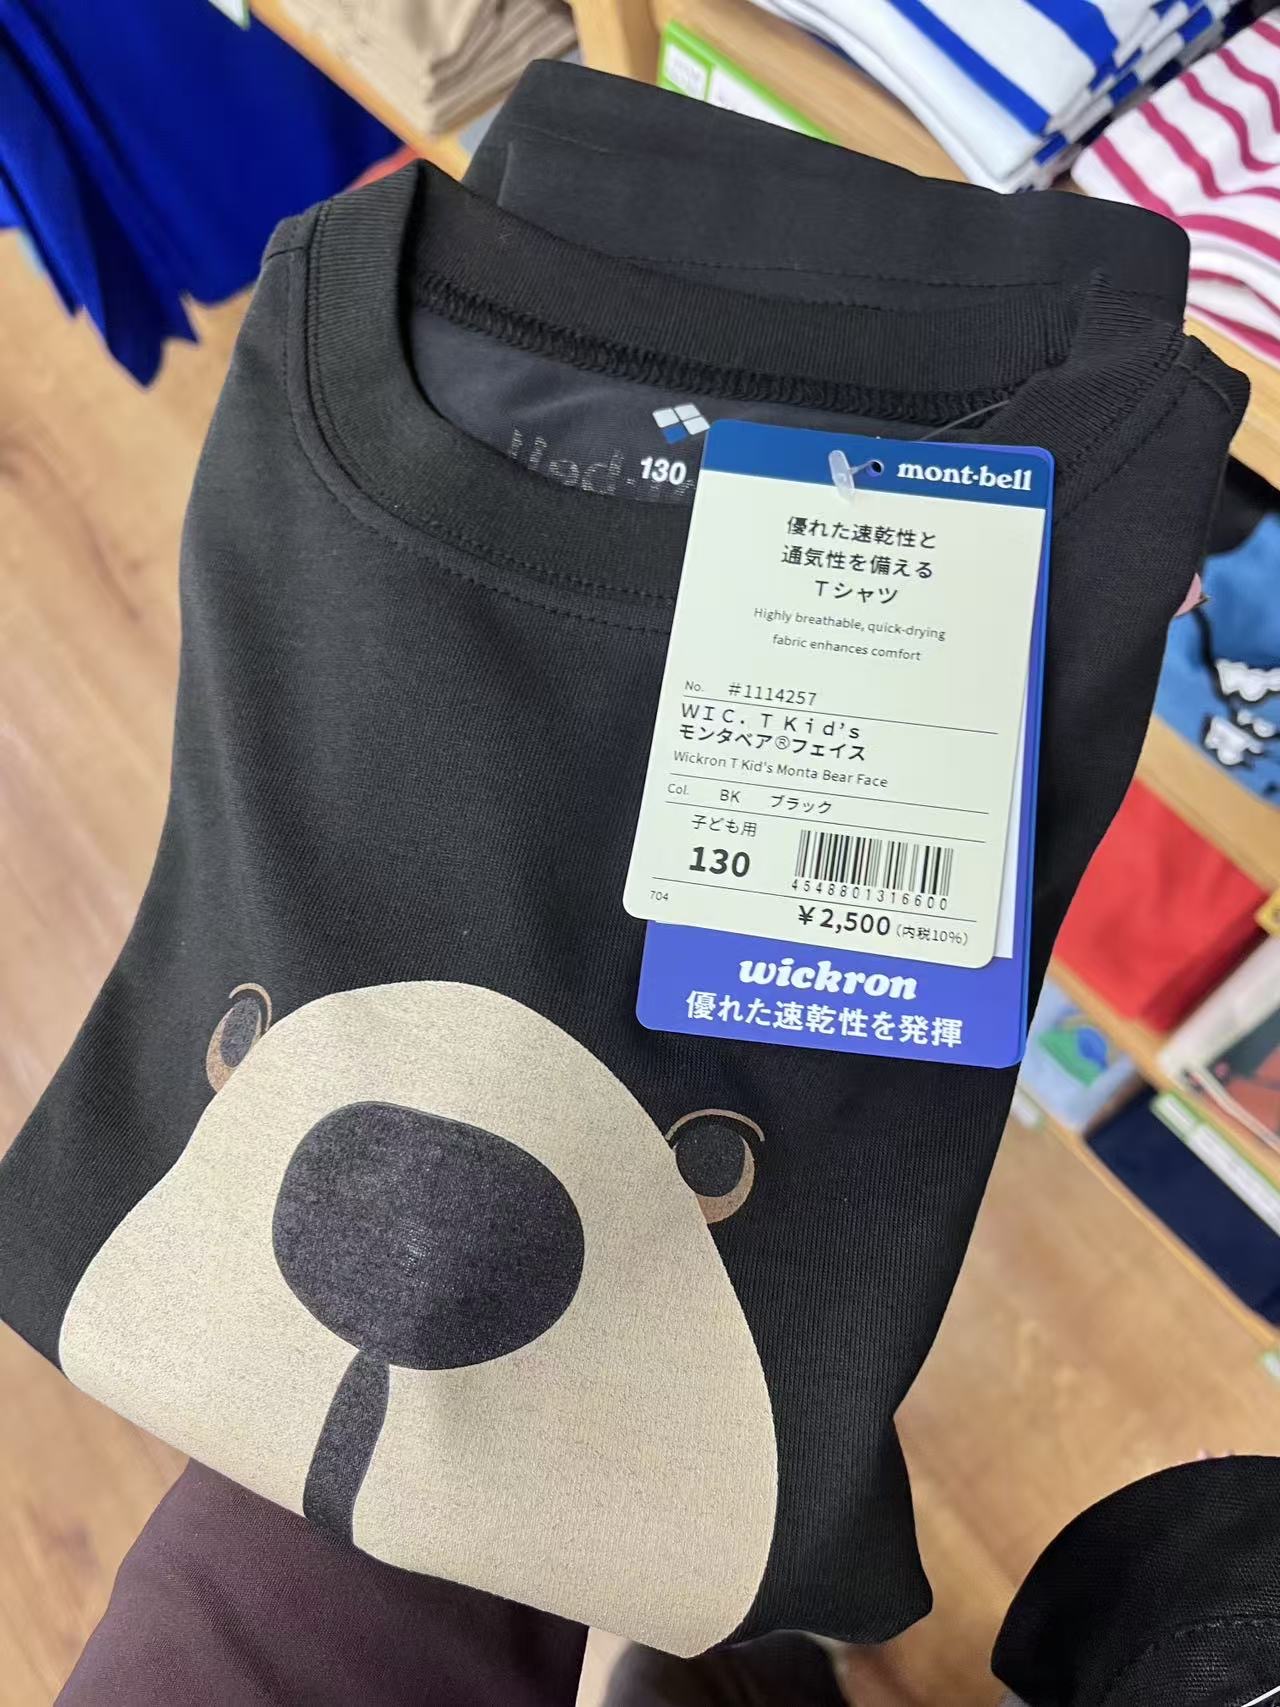 130
mont·bell
優れた速乾性と
通気性を備える
Tシャツ
Highly breathable, quick-drying
fabric enhances comfort
No. #1114257
WIC. T Kid's
モンタベア®フェイス
Wickron T Kid's Monta Bear Face
Col. BK ブラック
子ども用
130
4548801316600
704
¥2,500 (内税10%)
wickron
優れた速乾性を発揮